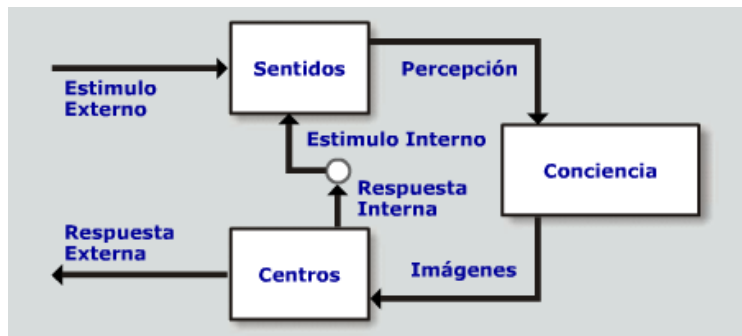 Sentidos
Percepción
Estimulo
Externo
Estimulo Interno
Conciencia
Respuesta
Interna
Respuesta
Externa
Centros
Imágenes